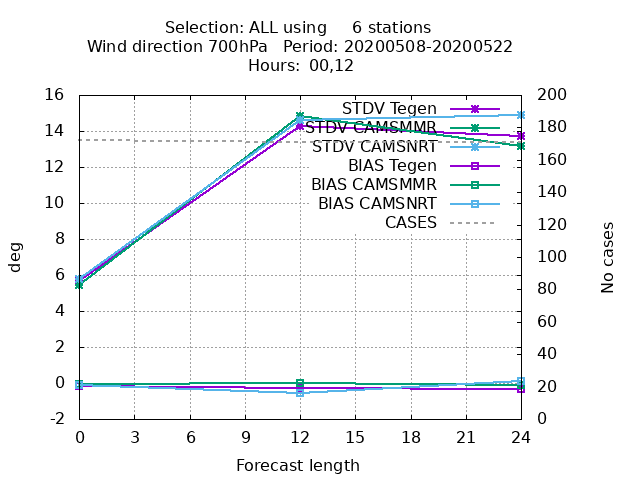 Selection: ALL using     6 stations
Wind direction 700hPa   Period: 20200508-20200522
Hours:  00,12
16
14
12
10
8
6
4
2
0
-2
deg
200
180
160
140
120
100
80
60
40
20
0
No cases
STDV Tegen
STDV CAMSMMR
STDV CAMSNRT
BIAS Tegen
BIAS CAMSMMR
BIAS CAMSNRT
CASES
0 3 6 9 12 15 18 21 24
Forecast length